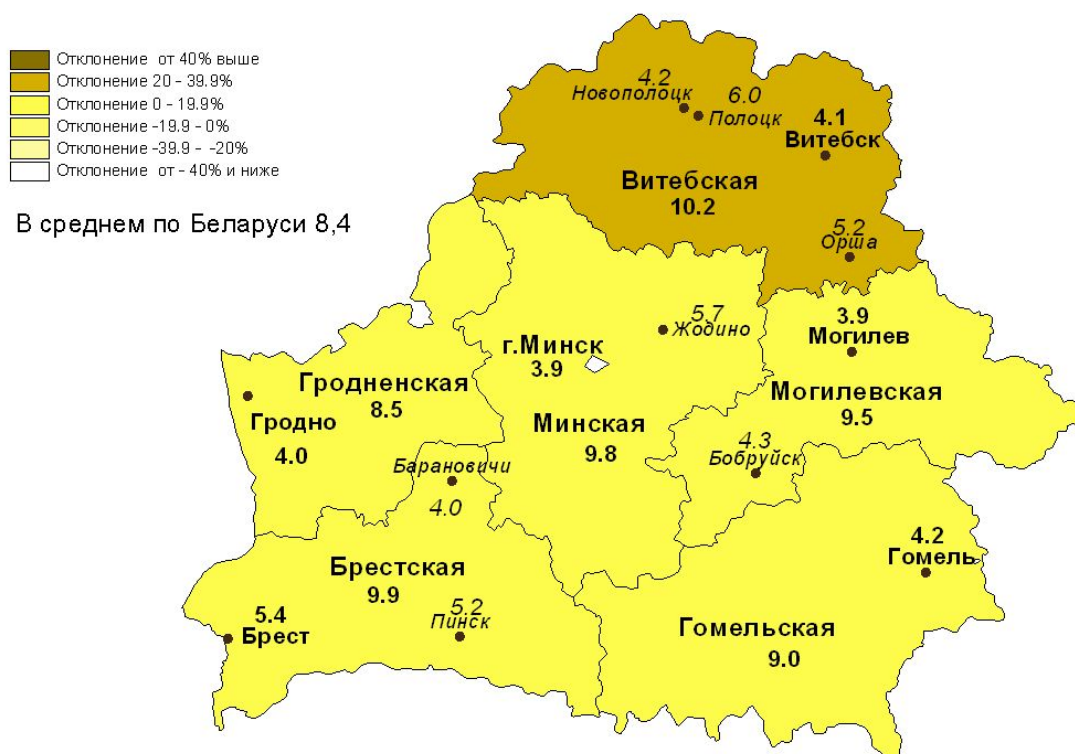 Отклонение от 40% выше
Отклонение 20 - 39.9%
Отклонение 0 - 19.9%
Отклонение -19.9 - 0%
Отклонение -39.9 - -20%
Отклонение от - 40% и ниже
В среднем по Беларуси 8,4
4.2
Новополоцк
6.0
Полоцк
4.1
Витебск
Витебская
10.2
5.2
Орша
5.7
Жодино
3.9
Могилев
г.Минск
3.9
Гродненская
8.5
Могилевская
9.5
Гродно
4.0
Минская
9.8
4.3
Бобруйск
Барановичи
4.0
4.2
Гомель
Брестская
9.9
5.4
Брест
5.2
Пинск
Гомельская
9.0